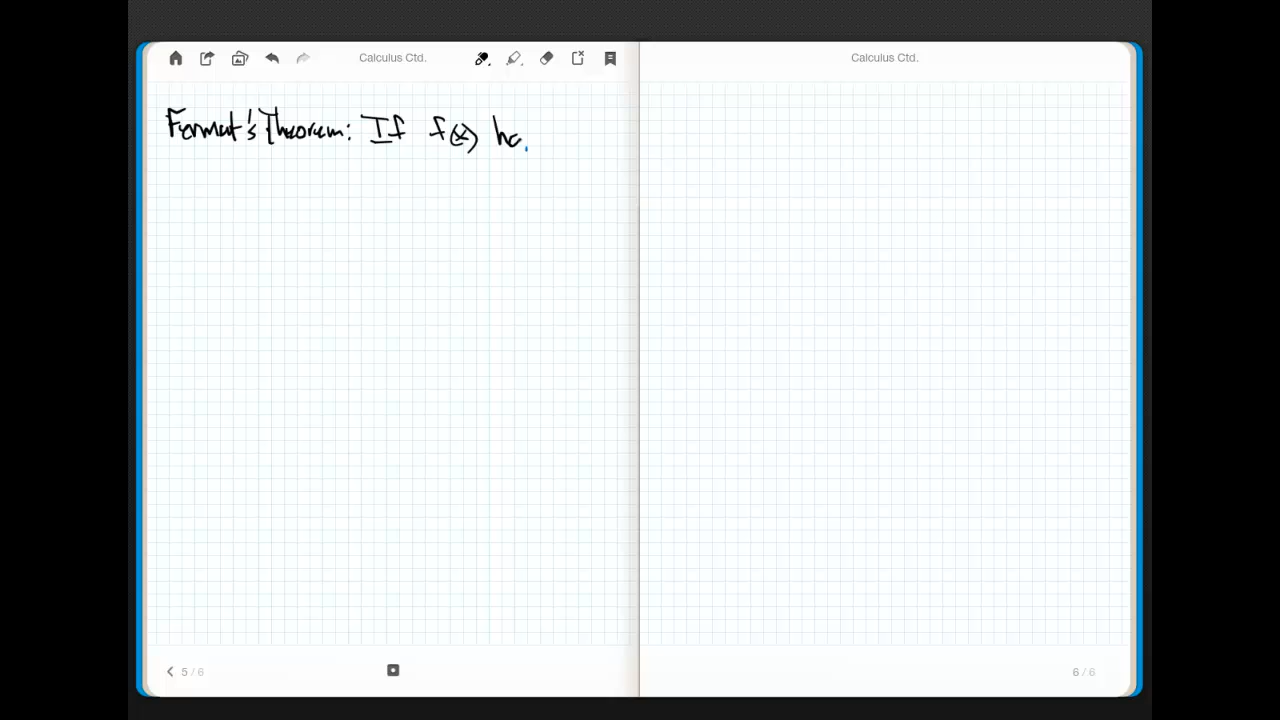 Calculus Ctd.
Calculus Ctd.
Fermat's Theorem: If f(x) ha
5 / 6
6 / 6